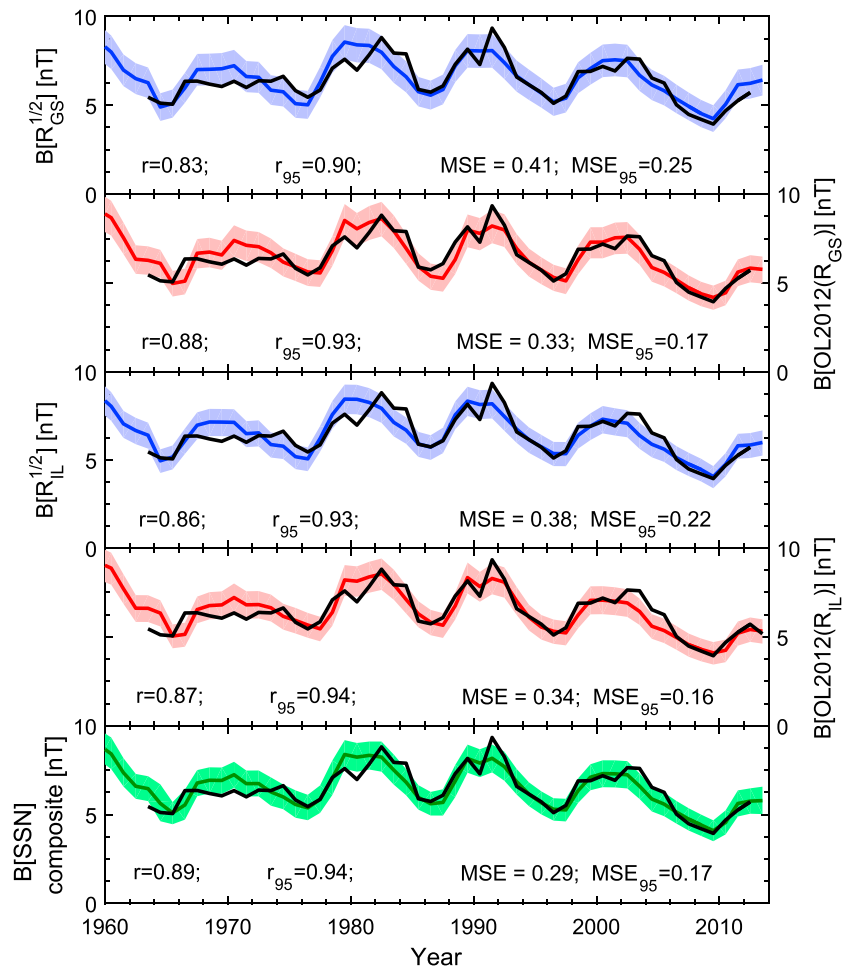 10
5
0
B[R_GS^1/2] [nT]
r=0.83; r_95=0.90; MSE = 0.41; MSE_95=0.25
10
5
0
B[OL2012(R_GS)] [nT]
r=0.88; r_95=0.93; MSE = 0.33; MSE_95=0.17
10
5
0
B[R_IL^1/2] [nT]
r=0.86; r_95=0.93; MSE = 0.38; MSE_95=0.22
10
5
0
B[OL2012(R_IL)] [nT]
r=0.87; r_95=0.94; MSE = 0.34; MSE_95=0.16
10
5
0
B[SSN]
composite [nT]
r=0.89; r_95=0.94; MSE = 0.29; MSE_95=0.17
1960 1970 1980 1990 2000 2010
Year